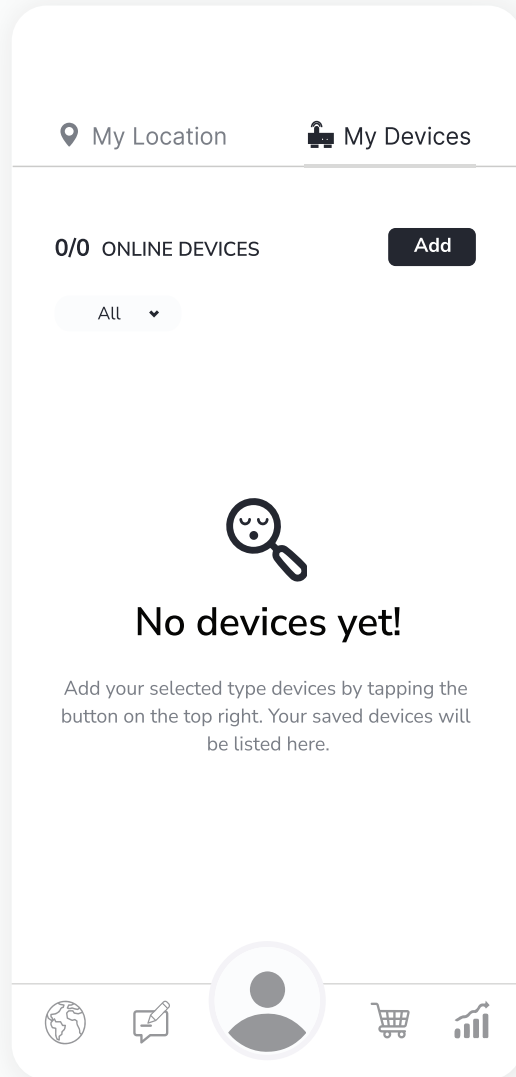 My Location
My Devices
0/0 ONLINE DEVICES
Add
All
No devices yet!
Add your selected type devices by tapping the
button on the top right. Your saved devices will
be listed here.